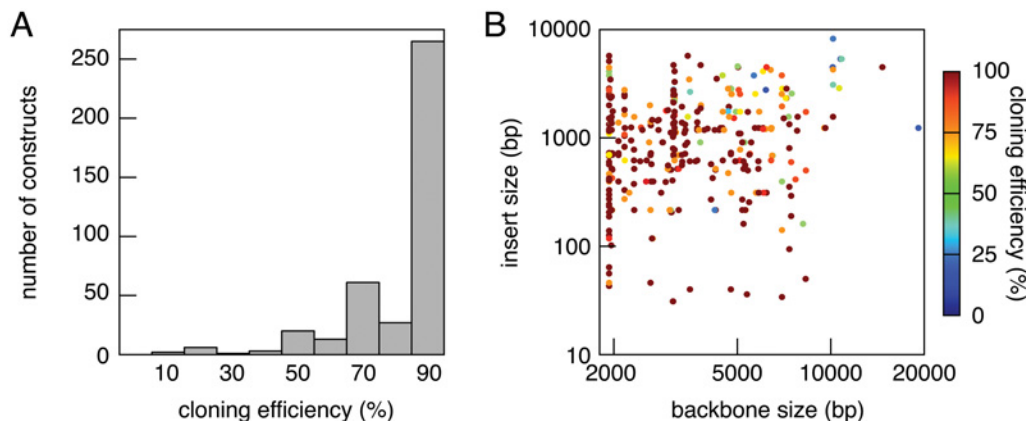 A
number of constructs
250
200
150
100
50
0
10 30 50 70 90
cloning efficiency (%)
B
insert size (bp)
10000
1000
100
10
2000 5000 10000 20000
backbone size (bp)
100
75
50
25
0
cloning efficiency (%)